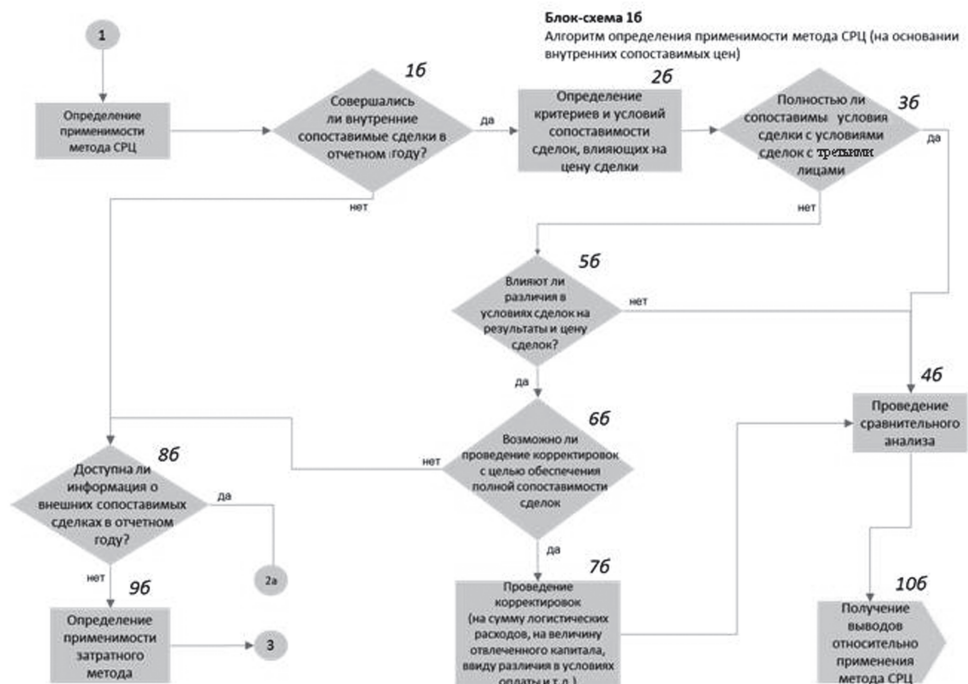 Блок-схема 1б
Алгоритм определения применимости метода СРЦ (на основании
внутренних сопоставимых цен)
1
Определение
применимости
метода СРЦ
1б
Совершались
ли внутренние
сопоставимые сделки в
отчетном году?
да
нет
2б
Определение
критериев и условий
сопоставимости
сделок, влияющих на
цену сделки
3б
Полностью ли
сопоставимы условия
сделки с условиями
сделок с третьими
лицами
да
нет
5б
Влияют ли
различия в
условиях сделок на
результаты и цену
сделок?
нет
да
4б
Проведение
сравнительного
анализа
6б
Возможно ли
проведение корректировок
с целью обеспечения
полной сопоставимости
сделок
нет
да
8б
Доступна ли
информация о
внешних сопоставимых
сделках в отчетном
году?
да
нет
2а
9б
Определение
применимости
затратного
метода
3
7б
Проведение
корректировок
(на сумму логистических
расходов, на величину
отвлеченного капитала,
ввиду различия в условиях
оплаты и т.д.)
10б
Получение
выводов
относительно
применения
метода СРЦ